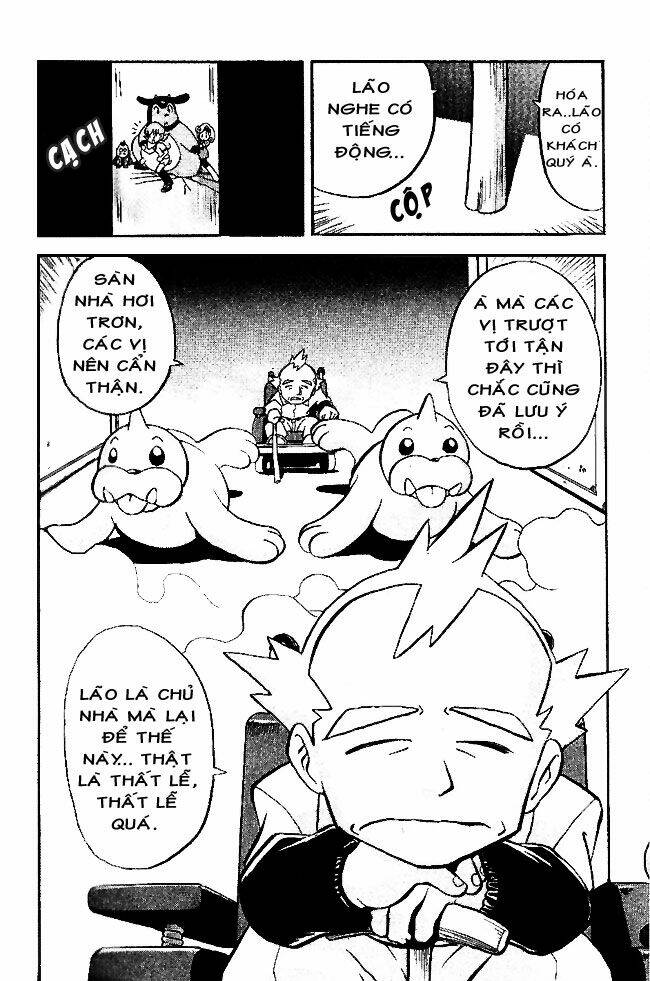 HÓA
RA..LÃO
CÓ
KHÁCH
QUÝ Á.
LÃO
NGHE CÓ
TIẾNG
ĐỘNG...
CỘP
CẠCH
À MÀ CÁC
VỊ TRƯỢT
TỚI TẬN
ĐÂY THÌ
CHẮC CŨNG
ĐÃ LƯU Ý
RỒI...
SÀN
NHÀ HƠI
TRƠN,
CÁC VỊ
NÊN CẨN
THẬN.
LÃO LÀ CHỦ
NHÀ MÀ LẠI
ĐỂ THẾ
NÀY.. THẬT
LÀ THẤT LỄ,
THẤT LỄ
QUÁ.